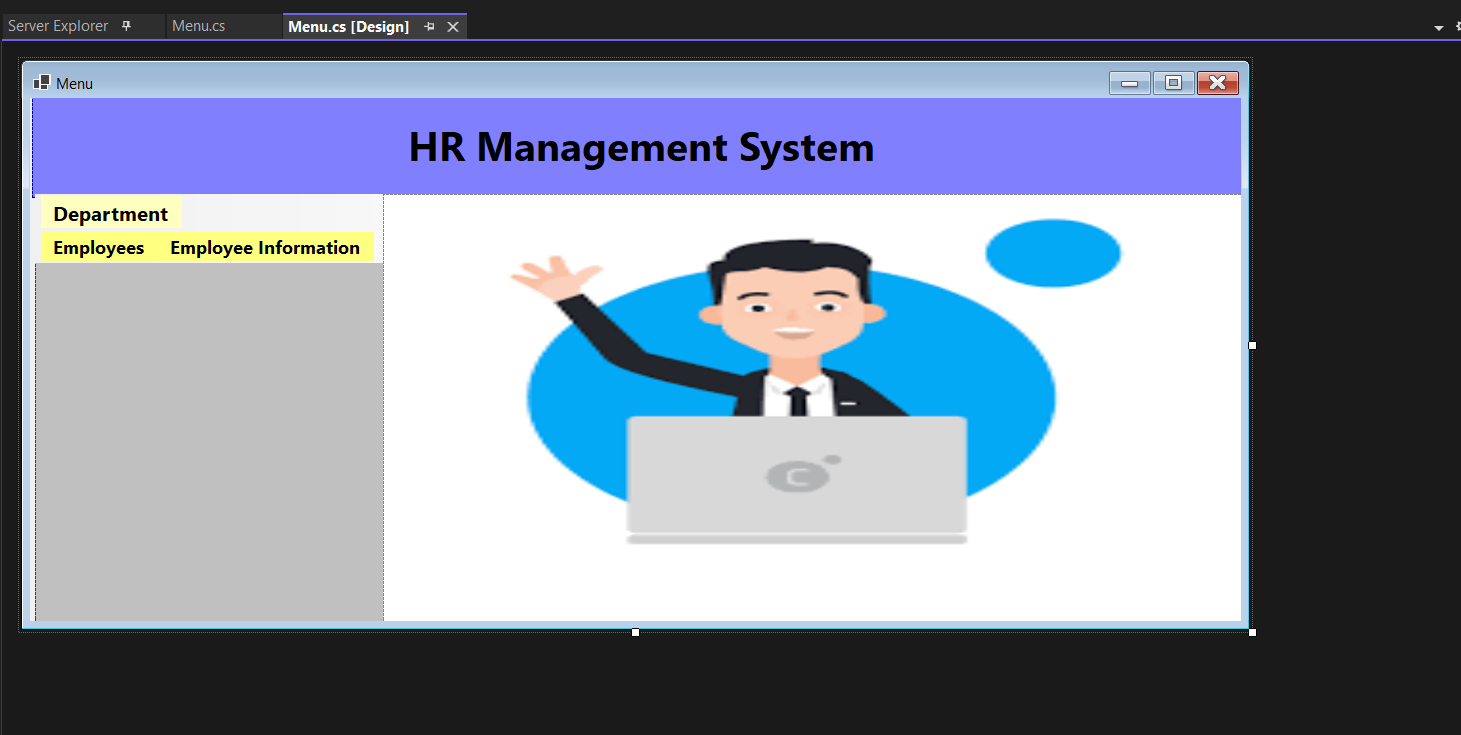 Server Explorer Menu.cs Menu.cs [Design]
Menu
HR Management System
Department
Employees Employee Information
C